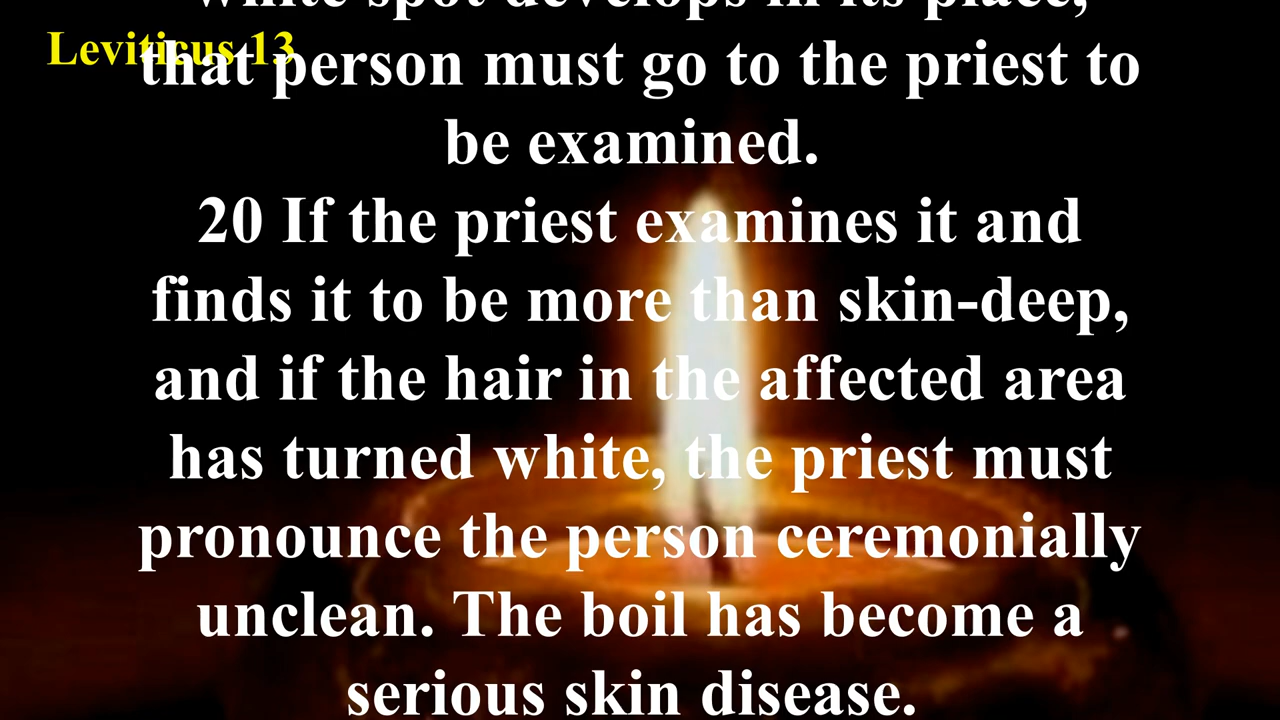 white spot develops in its place,
Leviticus 13
that person must go to the priest to
be examined.
20 If the priest examines it and
finds it to be more than skin-deep,
and if the hair in the affected area
has turned white, the priest must
pronounce the person ceremonially
unclean. The boil has become a
serious skin disease.